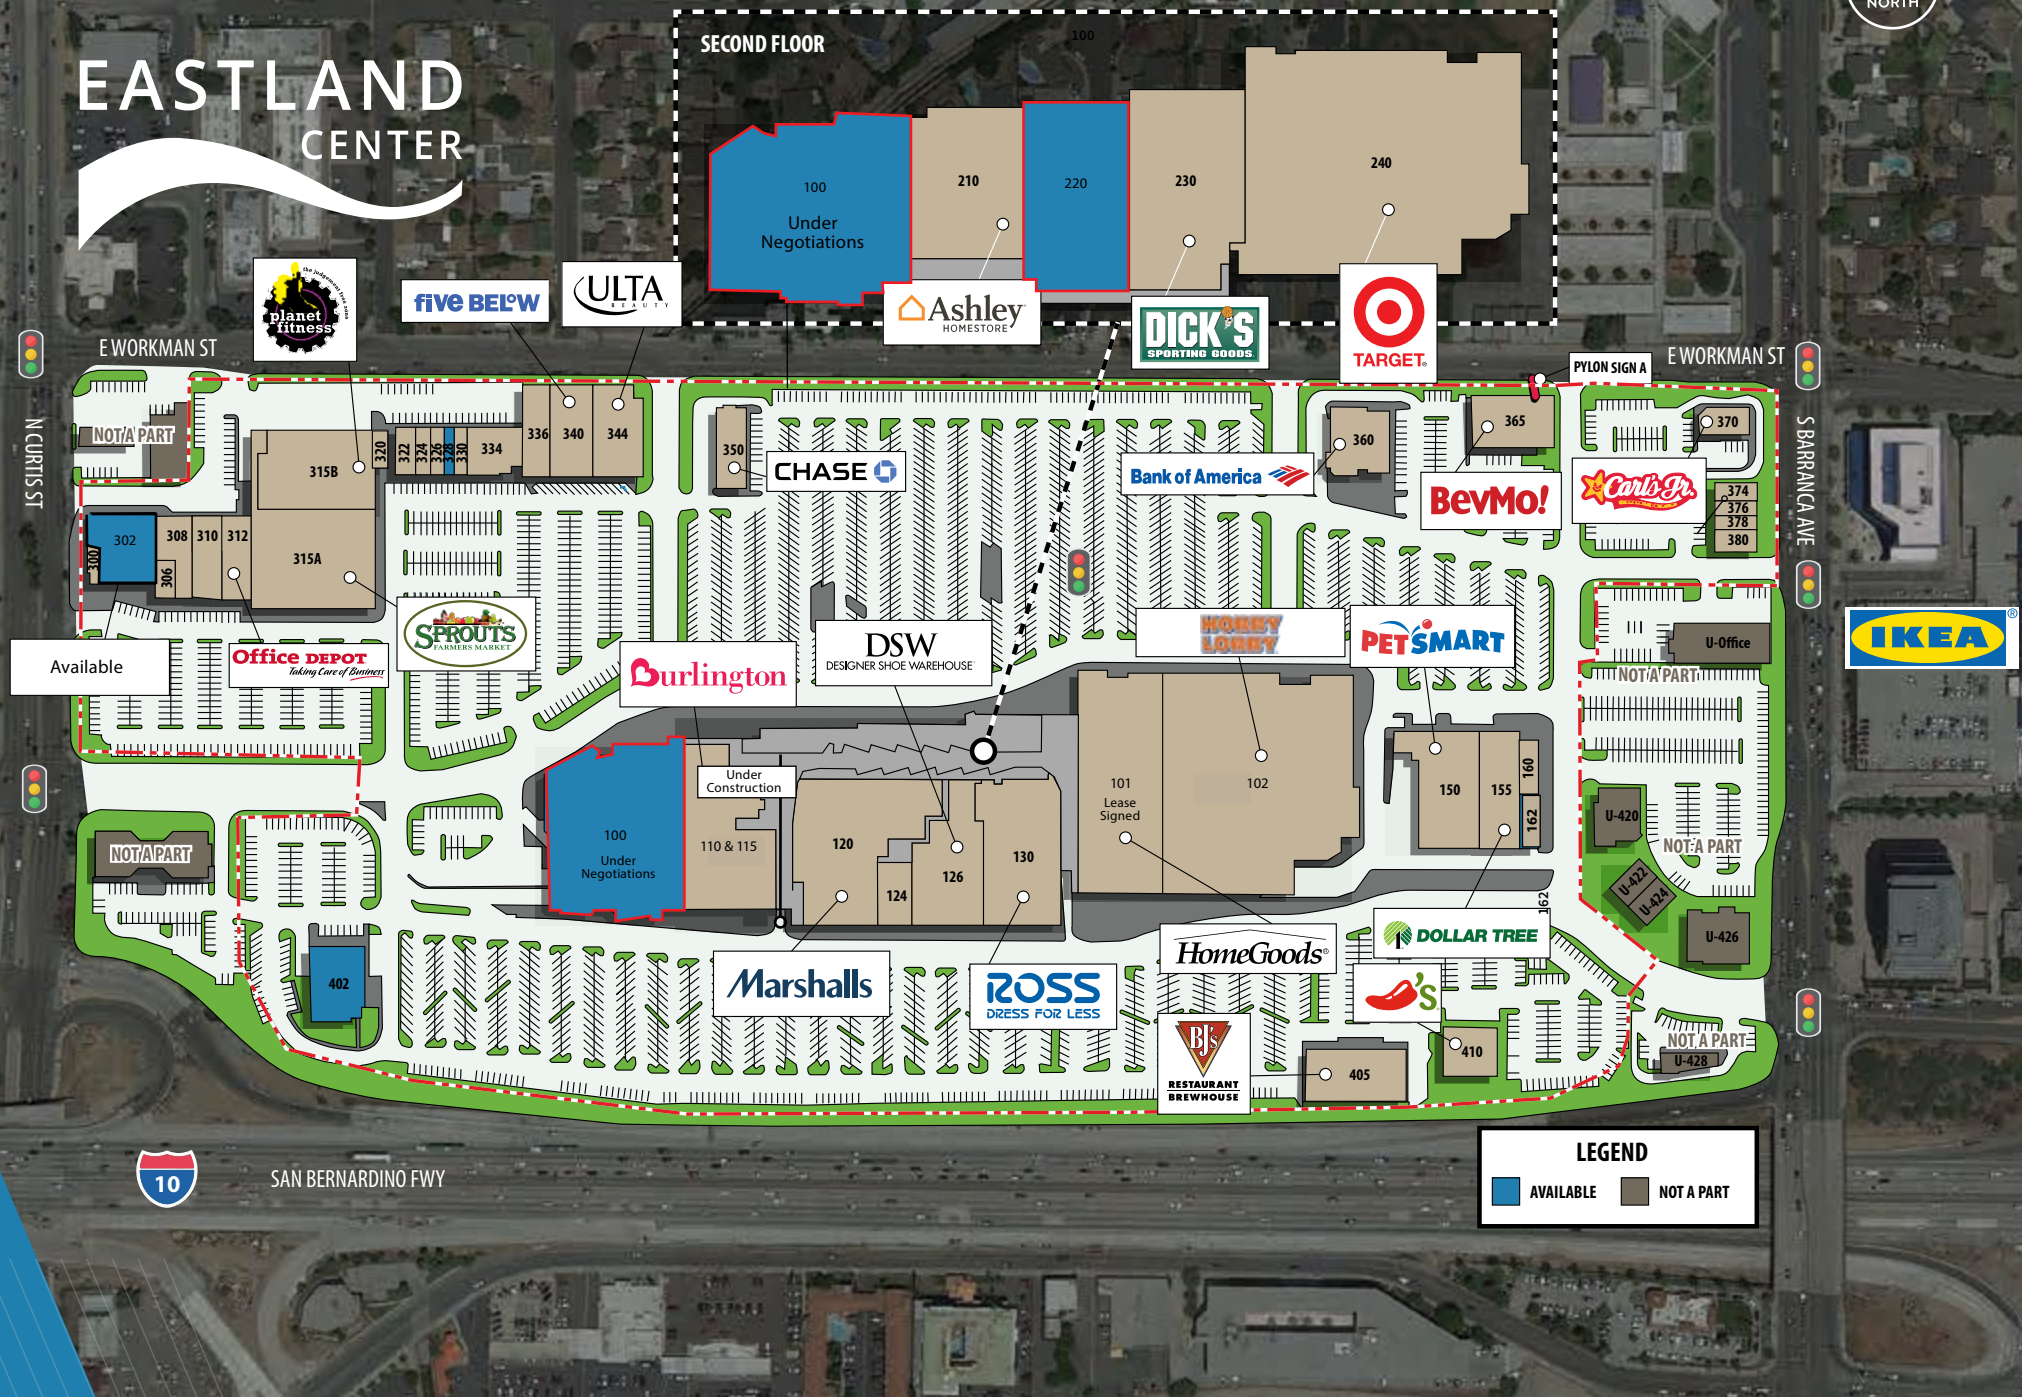 NORTH
EASTLAND
CENTER
SECOND FLOOR
100
100
Under
Negotiations
210
220
230
240
Ashley
HOMESTORE
DICK'S
SPORTING GOODS
TARGET
the judgement free zone
planet
fitness
five BELOW
ULTA
BEAUTY
E WORKMAN ST
E WORKMAN ST
PYLON SIGN A
N CURTIS ST
S BARRANCA AVE
NOT A PART
315B
320
322
324
326
328
330
334
336
340
344
350
CHASE
Bank of America
360
365
BevMo!
370
Carl's Jr.
374
376
378
380
300
302
306
308
310
312
315A
Available
Office DEPOT
Taking Care of Business
SPROUTS
FARMERS MARKET
Burlington
DSW
DESIGNER SHOE WAREHOUSE
HOBBY
LOBBY
PETSMART
U-Office
NOT A PART
IKEA®
Under
Construction
100
Under
Negotiations
110 & 115
120
124
126
130
101
Lease
Signed
102
150
155
160
162
162
U-420
NOT A PART
U-422
U-424
U-426
NOT A PART
402
Marshalls
ROSS
DRESS FOR LESS
HomeGoods®
DOLLAR TREE
'S
BJ's
RESTAURANT
BREWHOUSE
405
410
NOT A PART
U-428
10
SAN BERNARDINO FWY
LEGEND
AVAILABLE
NOT A PART